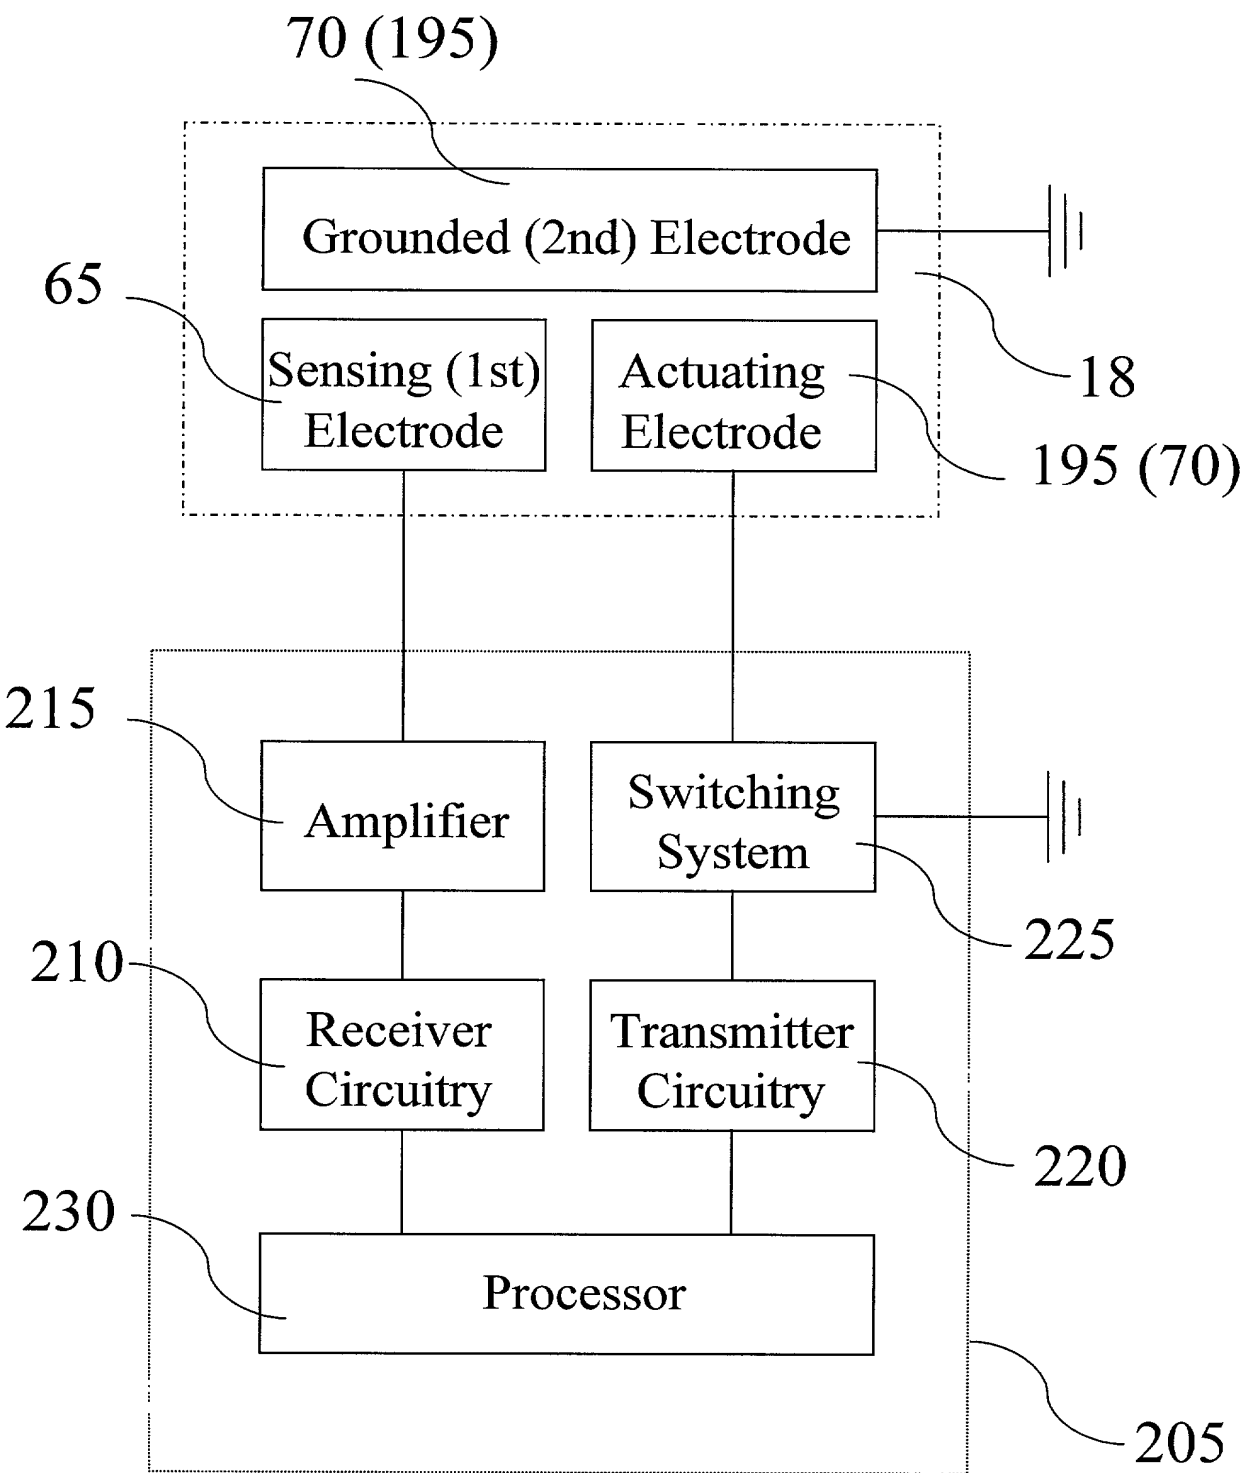 70 (195)
Grounded (2nd) Electrode
65
Sensing (1st)
Electrode
Actuating
Electrode
18
195 (70)
215
Amplifier
Switching
System
225
210
Receiver
Circuitry
Transmitter
Circuitry
220
230
Processor
205